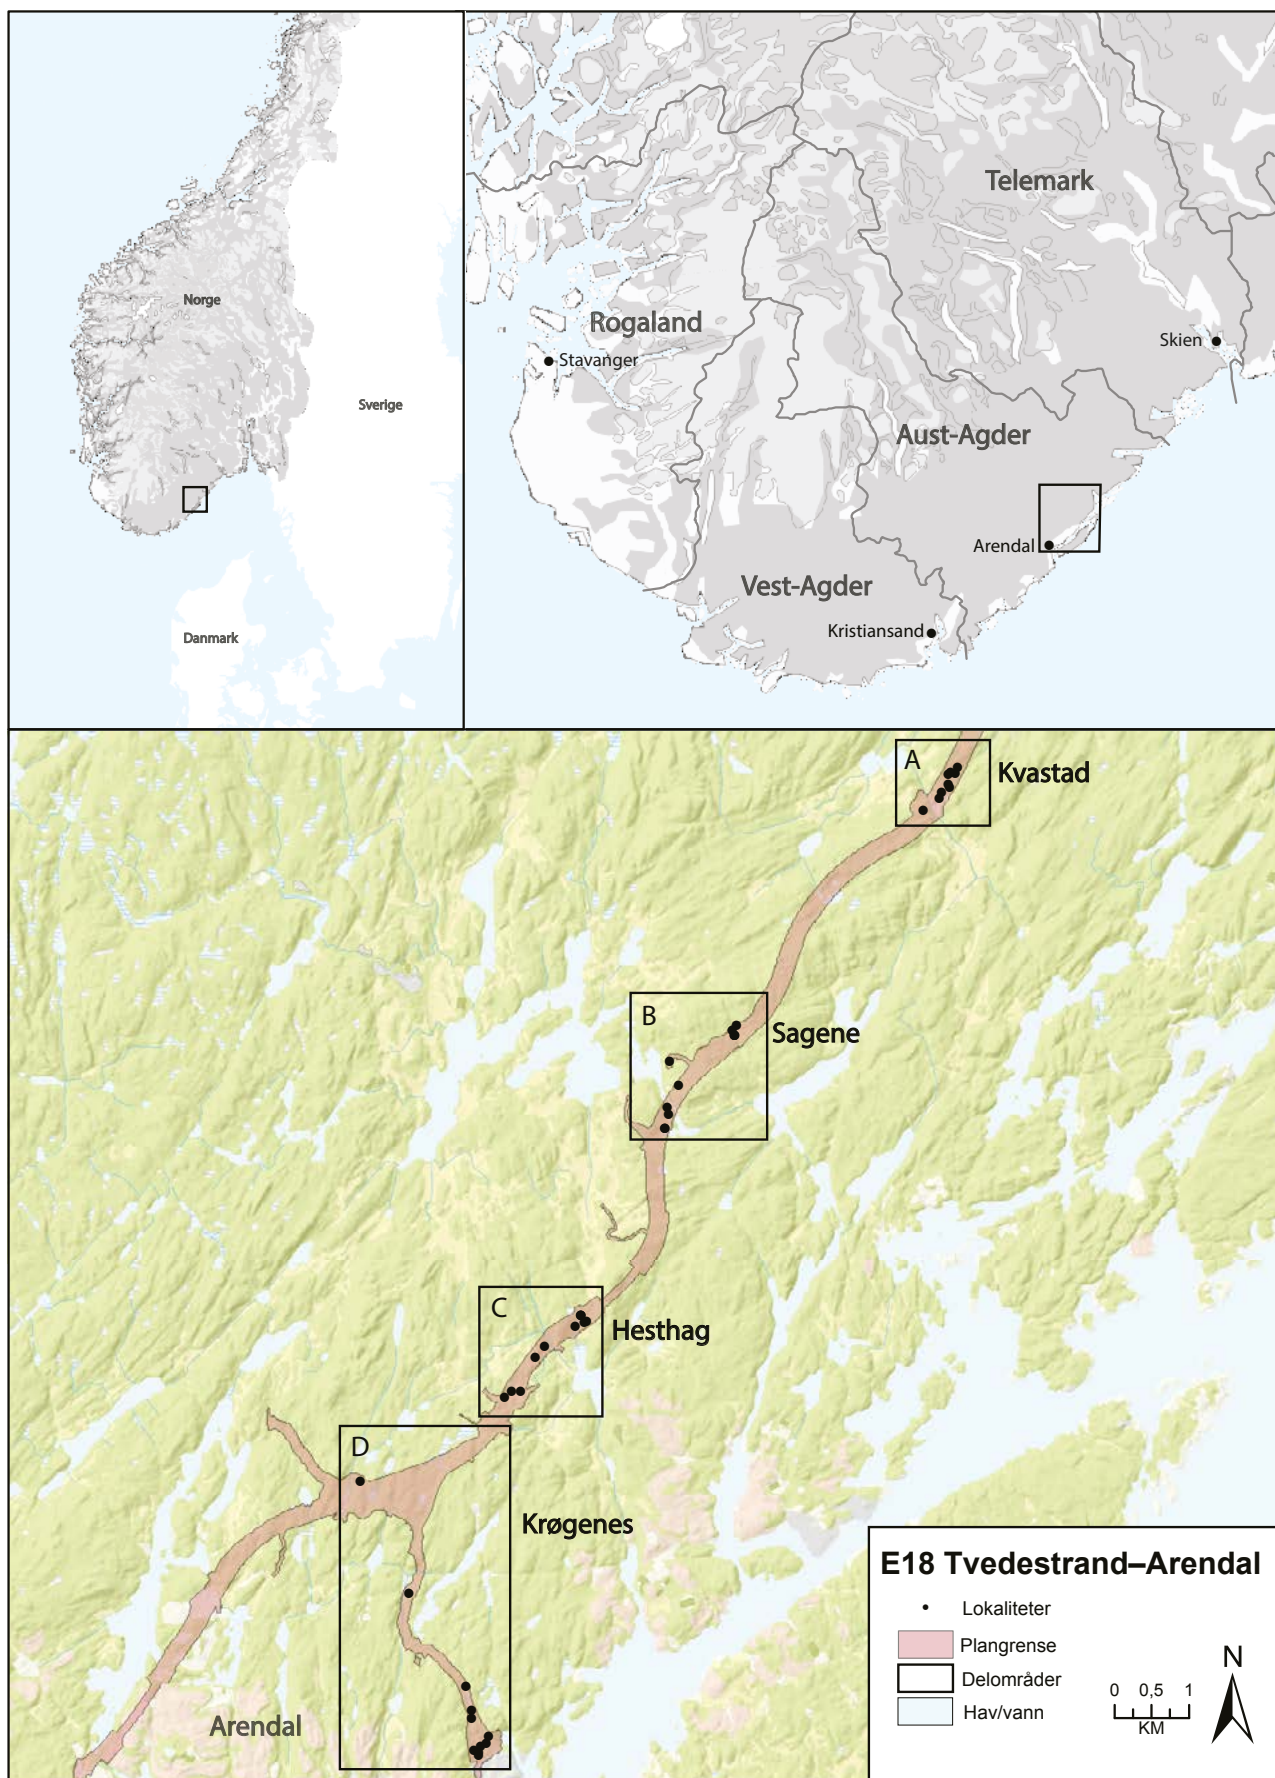 Norge
Sverige
Danmark
Telemark
Rogaland
Stavanger
Skien
Aust-Agder
Arendal
Vest-Agder
Kristiansand
A
Kvastad
B
Sagene
C
Hesthag
D
Krøgenes
Arendal
E18 Tvedestrand–Arendal
Lokaliteter
Plangrense
Delområder
Hav/vann
N
0 0,5 1
KM